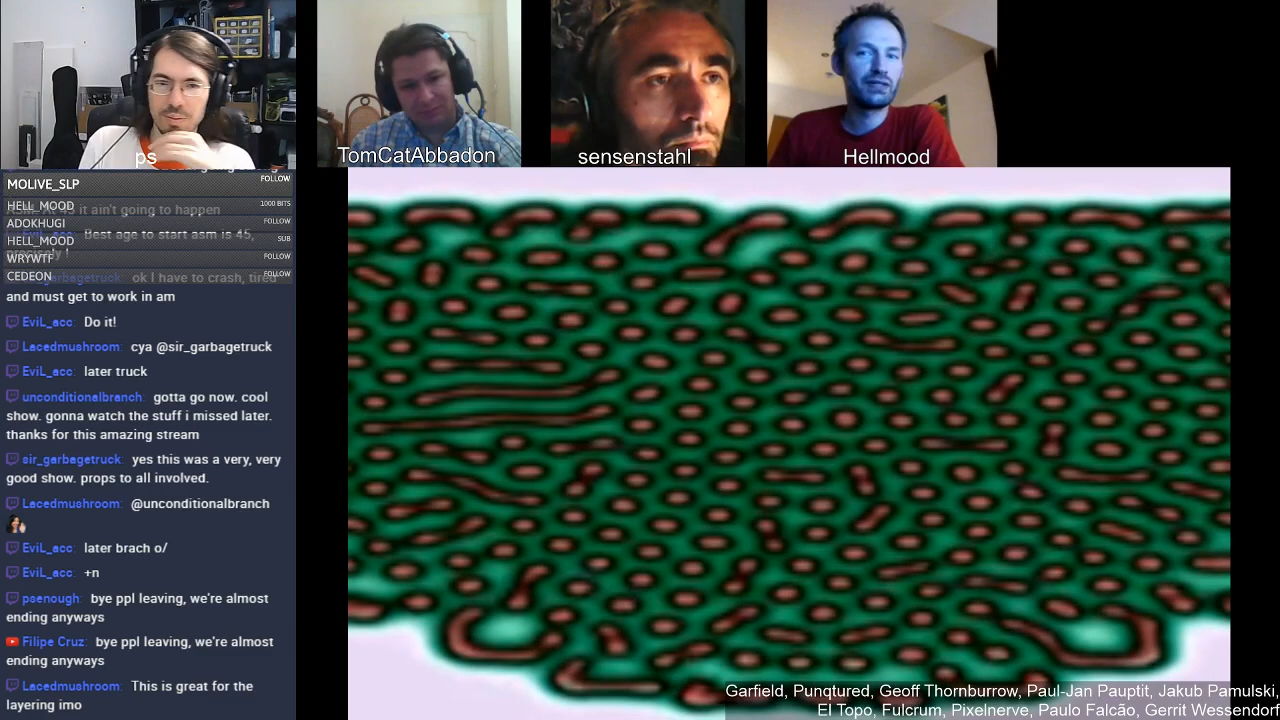 ps
TomCatAbbadon
sensenstahl
Hellmood
MOLIVE_SLP FOLLOW
HELL_MOOD 1000 BITS
it ain't going to happen
ADOKHUGI FOLLOW
Best age to start asm is 45,
HELL_MOOD SUB
WRYWTF FOLLOW
CEDEON FOLLOW
garbagetruck: ok I have to crash, tired
and must get to work in am
EviL_acc: Do it!
Lacedmushroom: cya @sir_garbagetruck
EviL_acc: later truck
unconditionalbranch: gotta go now. cool
show. gonna watch the stuff i missed later.
thanks for this amazing stream
sir_garbagetruck: yes this was a very, very
good show. props to all involved.
Lacedmushroom: @unconditionalbranch
EviL_acc: later brach o/
EviL_acc: +n
psenough: bye ppl leaving, we're almost
ending anyways
Filipe Cruz: bye ppl leaving, we're almost
ending anyways
Lacedmushroom: This is great for the
layering imo
Garfield, Punqtured, Geoff Thornburrow, Paul-Jan Pauptit, Jakub Pamulski,
El Topo, Fulcrum, Pixelnerve, Paulo Falcão, Gerrit Wessendorf